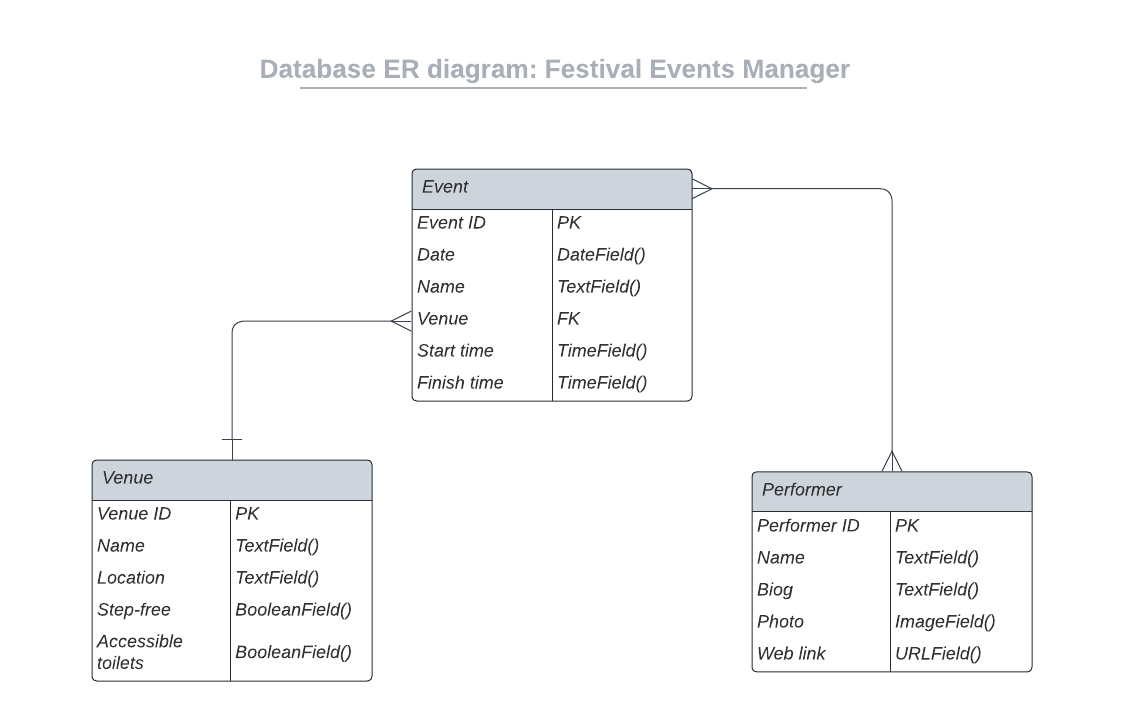 Database ER diagram: Festival Events Manager
Event
Event ID PK
Date DateField()
Name TextField()
Venue FK
Start time TimeField()
Finish time TimeField()
Venue
Venue ID PK
Name TextField()
Location TextField()
Step-free BooleanField()
Accessible
toilets BooleanField()
Performer
Performer ID PK
Name TextField()
Biog TextField()
Photo ImageField()
Web link URLField()